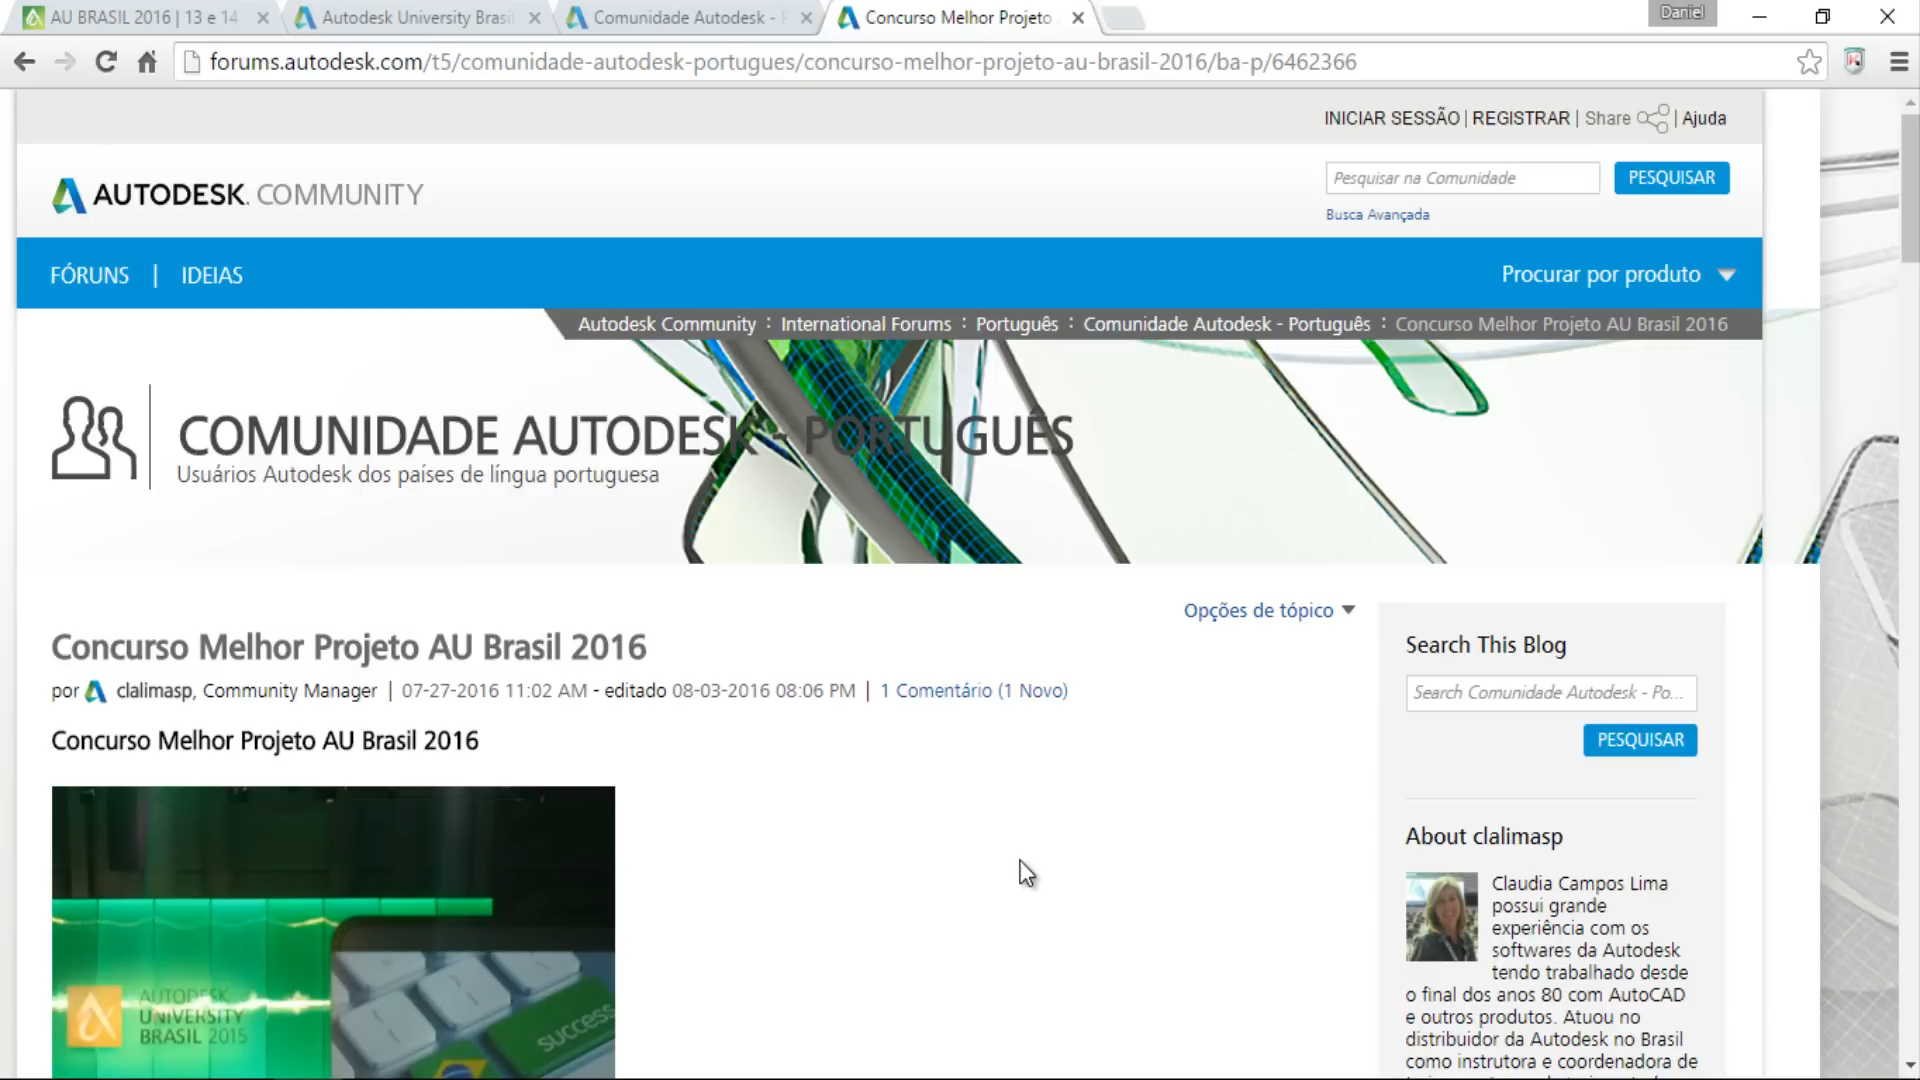 AU BRASIL 2016 | 13 e 14
Autodesk University Brasil
Comunidade Autodesk - P
Concurso Melhor Projeto
Daniel
forums.autodesk.com/t5/comunidade-autodesk-portugues/concurso-melhor-projeto-au-brasil-2016/ba-p/6462366
INICIAR SESSÃO | REGISTRAR | Share | Ajuda
AUTODESK. COMMUNITY
Pesquisar na Comunidade
PESQUISAR
Busca Avançada
FÓRUNS | IDEIAS
Procurar por produto
Autodesk Community : International Forums : Português : Comunidade Autodesk - Português : Concurso Melhor Projeto AU Brasil 2016
COMUNIDADE AUTODESK - PORTUGUÊS
Usuários Autodesk dos países de língua portuguesa
Opções de tópico
Concurso Melhor Projeto AU Brasil 2016
por clalimasp, Community Manager | 07-27-2016 11:02 AM - editado 08-03-2016 08:06 PM | 1 Comentário (1 Novo)
Concurso Melhor Projeto AU Brasil 2016
AUTODESK
UNIVERSITY
BRASIL 2015
success
Search This Blog
Search Comunidade Autodesk - Po...
PESQUISAR
About clalimasp
Claudia Campos Lima
possui grande
experiência com os
softwares da Autodesk
tendo trabalhado desde
o final dos anos 80 com AutoCAD
e outros produtos. Atuou no
distribuidor da Autodesk no Brasil
como instrutora e coordenadora de